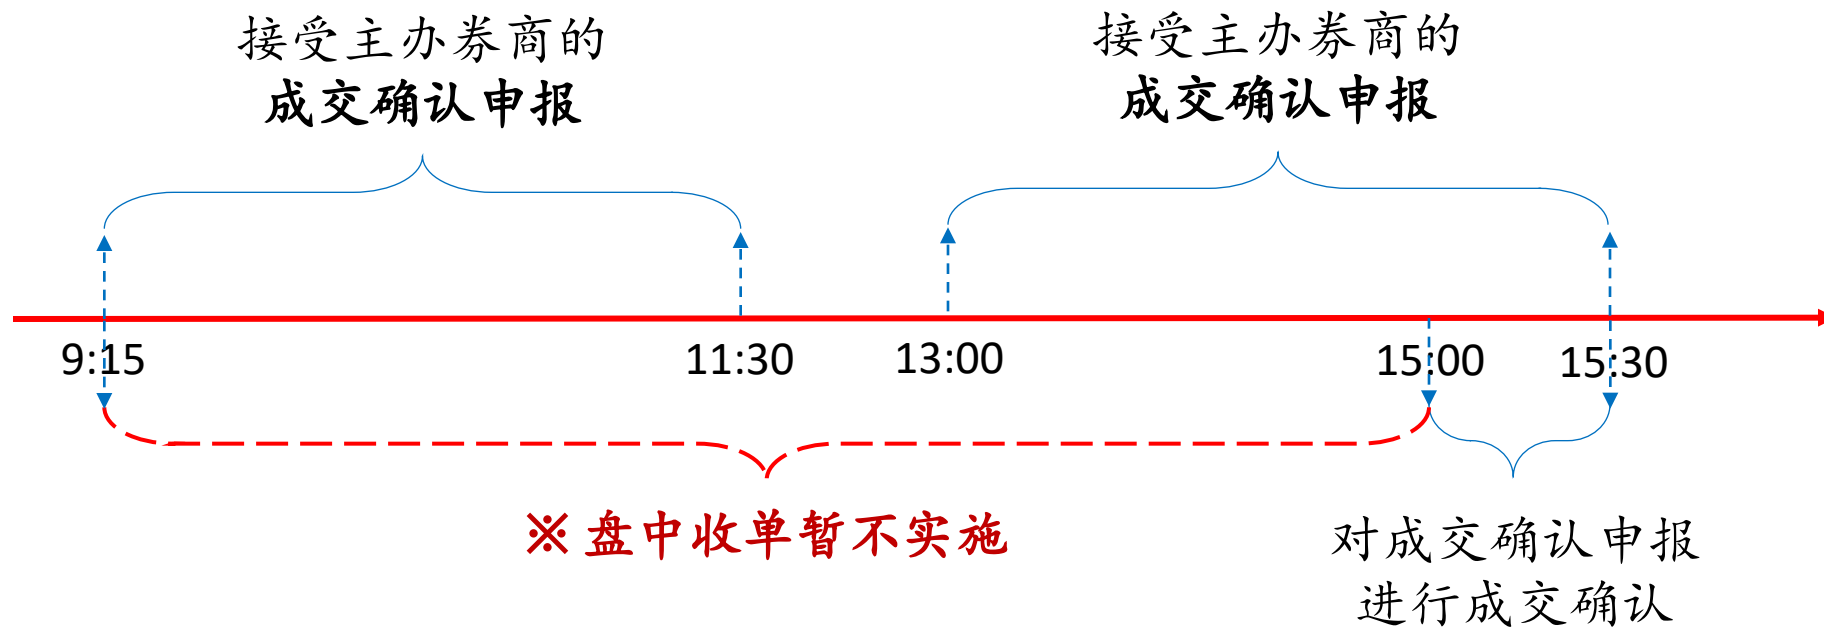 接受主办券商的
成交确认申报
接受主办券商的
成交确认申报
9:15
11:30
13:00
15:00
15:30
※ 盘中收单暂不实施
对成交确认申报
进行成交确认